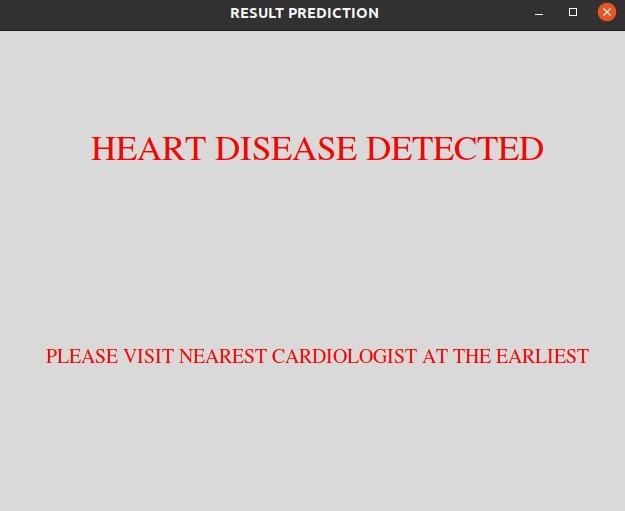 RESULT PREDICTION
HEART DISEASE DETECTED
PLEASE VISIT NEAREST CARDIOLOGIST AT THE EARLIEST